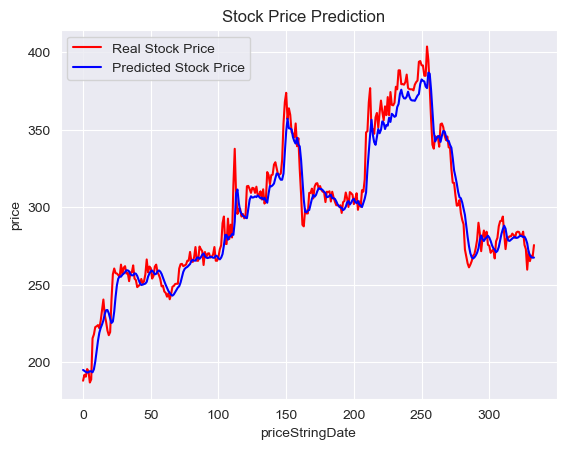 Stock Price Prediction
Real Stock Price
Predicted Stock Price
400
350
300
250
200
price
0 50 100 150 200 250 300
priceStringDate